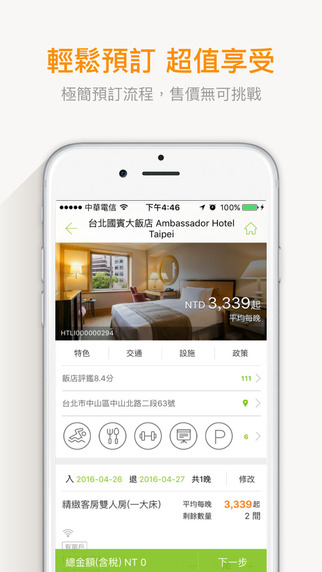 輕鬆預訂 超值享受
極簡預訂流程，售價無可挑戰
中華電信 下午4:46 100%
台北國賓大飯店 Ambassador Hotel
Taipei
NTD 3,339起
平均每晚
HTLI000000294
特色 交通 設施 政策
飯店評鑑8.4分 111
台北市中山區中山北路二段63號
P 6
入 2016-04-26 退 2016-04-27 共1晚 修改
精緻客房雙人房(一大床) 平均每晚 3,339起
剩餘數量 2 間
有窗戶
總金額(含稅) NT 0 下一步